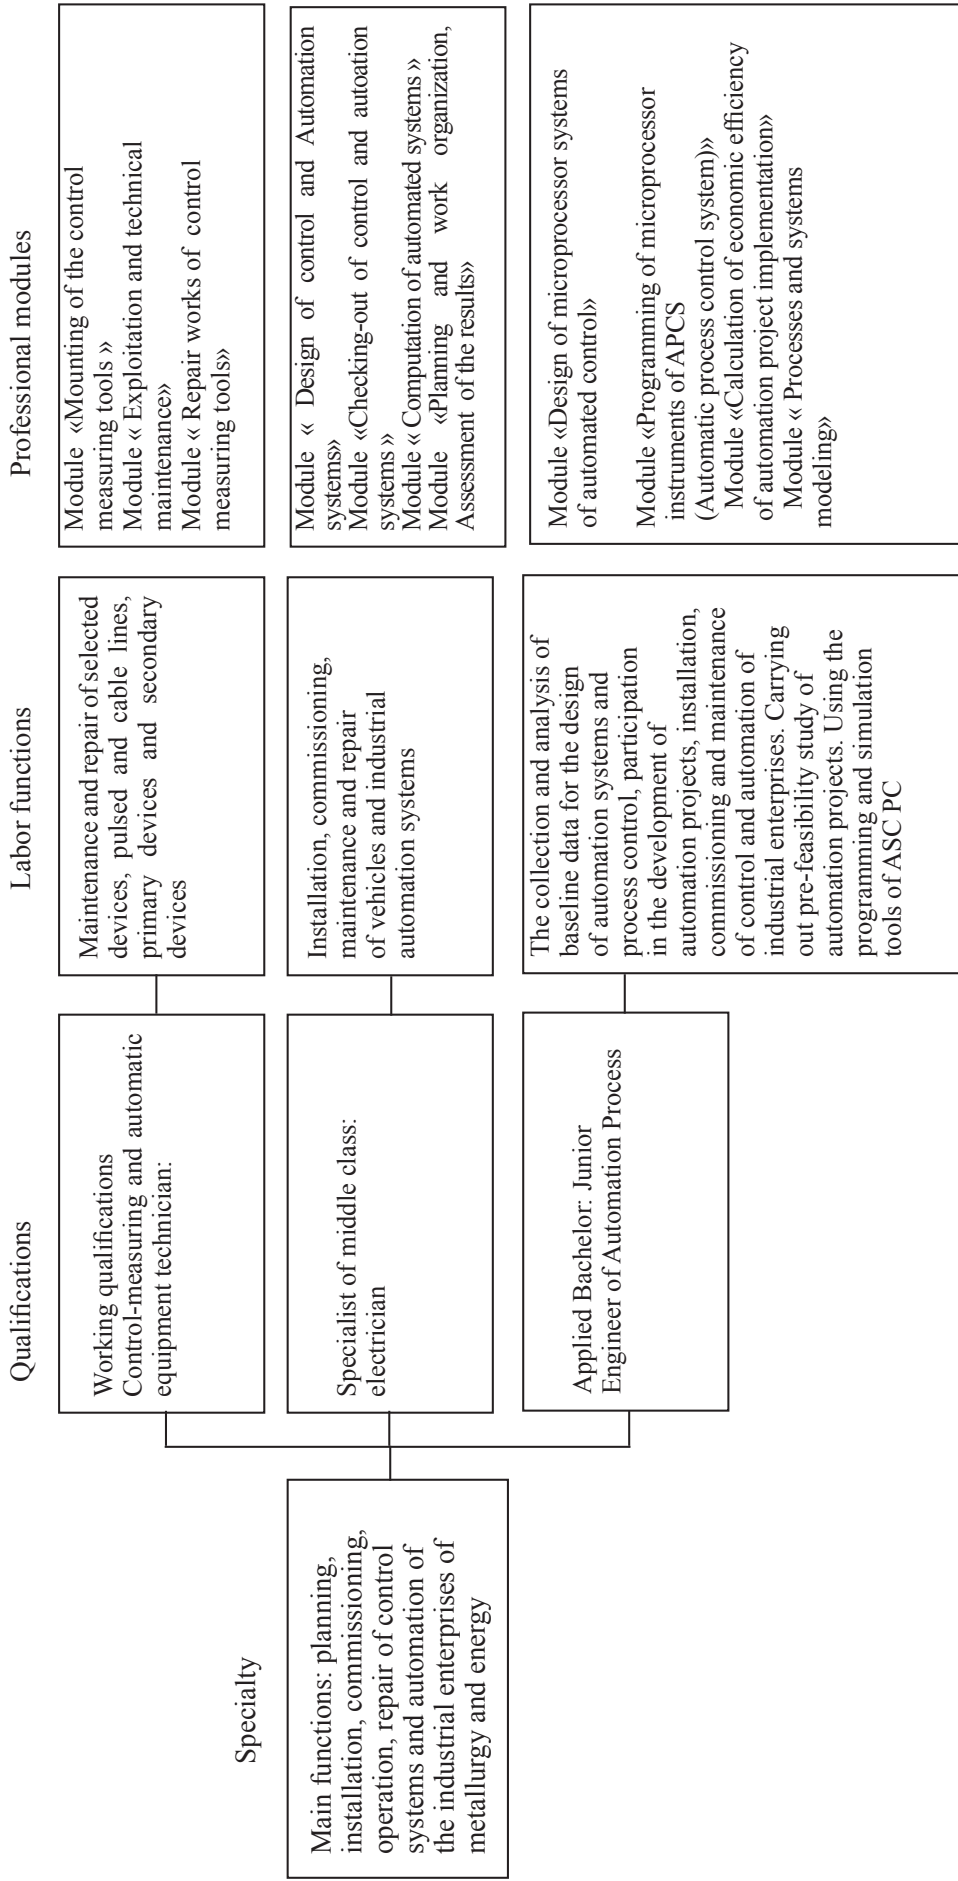 Specialty
Main functions: planning,
installation, commissioning,
operation, repair of control
systems and automation of
the industrial enterprises of
metallurgy and energy
Qualifications
Working qualifications
Control-measuring and automatic
equipment technician:
Specialist of middle class:
electrician
Applied Bachelor: Junior
Engineer of Automation Process
Labor functions
Maintenance and repair of selected
devices, pulsed and cable lines,
primary devices and secondary
devices
Installation, commissioning,
maintenance and repair
of vehicles and industrial
automation systems
The collection and analysis of
baseline data for the design
of automation systems and
process control, participation
in the development of
automation projects, installation,
commissioning and maintenance
of control and automation of
industrial enterprises. Carrying
out pre-feasibility study of
automation projects. Using the
programming and simulation
tools of ASC PC
Professional modules
Module «Mounting of the control
measuring tools »
Module « Exploitation and technical
maintenance»
Module « Repair works of control
measuring tools»
Module « Design of control and Automation
systems»
Module «Checking-out of control and autoation
systems »
Module « Computation of automated systems »
Module «Planning and work organization,
Assessment of the results»
Module «Design of microprocessor systems
of automated control»
Module «Programming of microprocessor
instruments of APCS
(Automatic process control system)»
Module «Calculation of economic efficiency
of automation project implementation»
Module « Processes and systems
modeling»